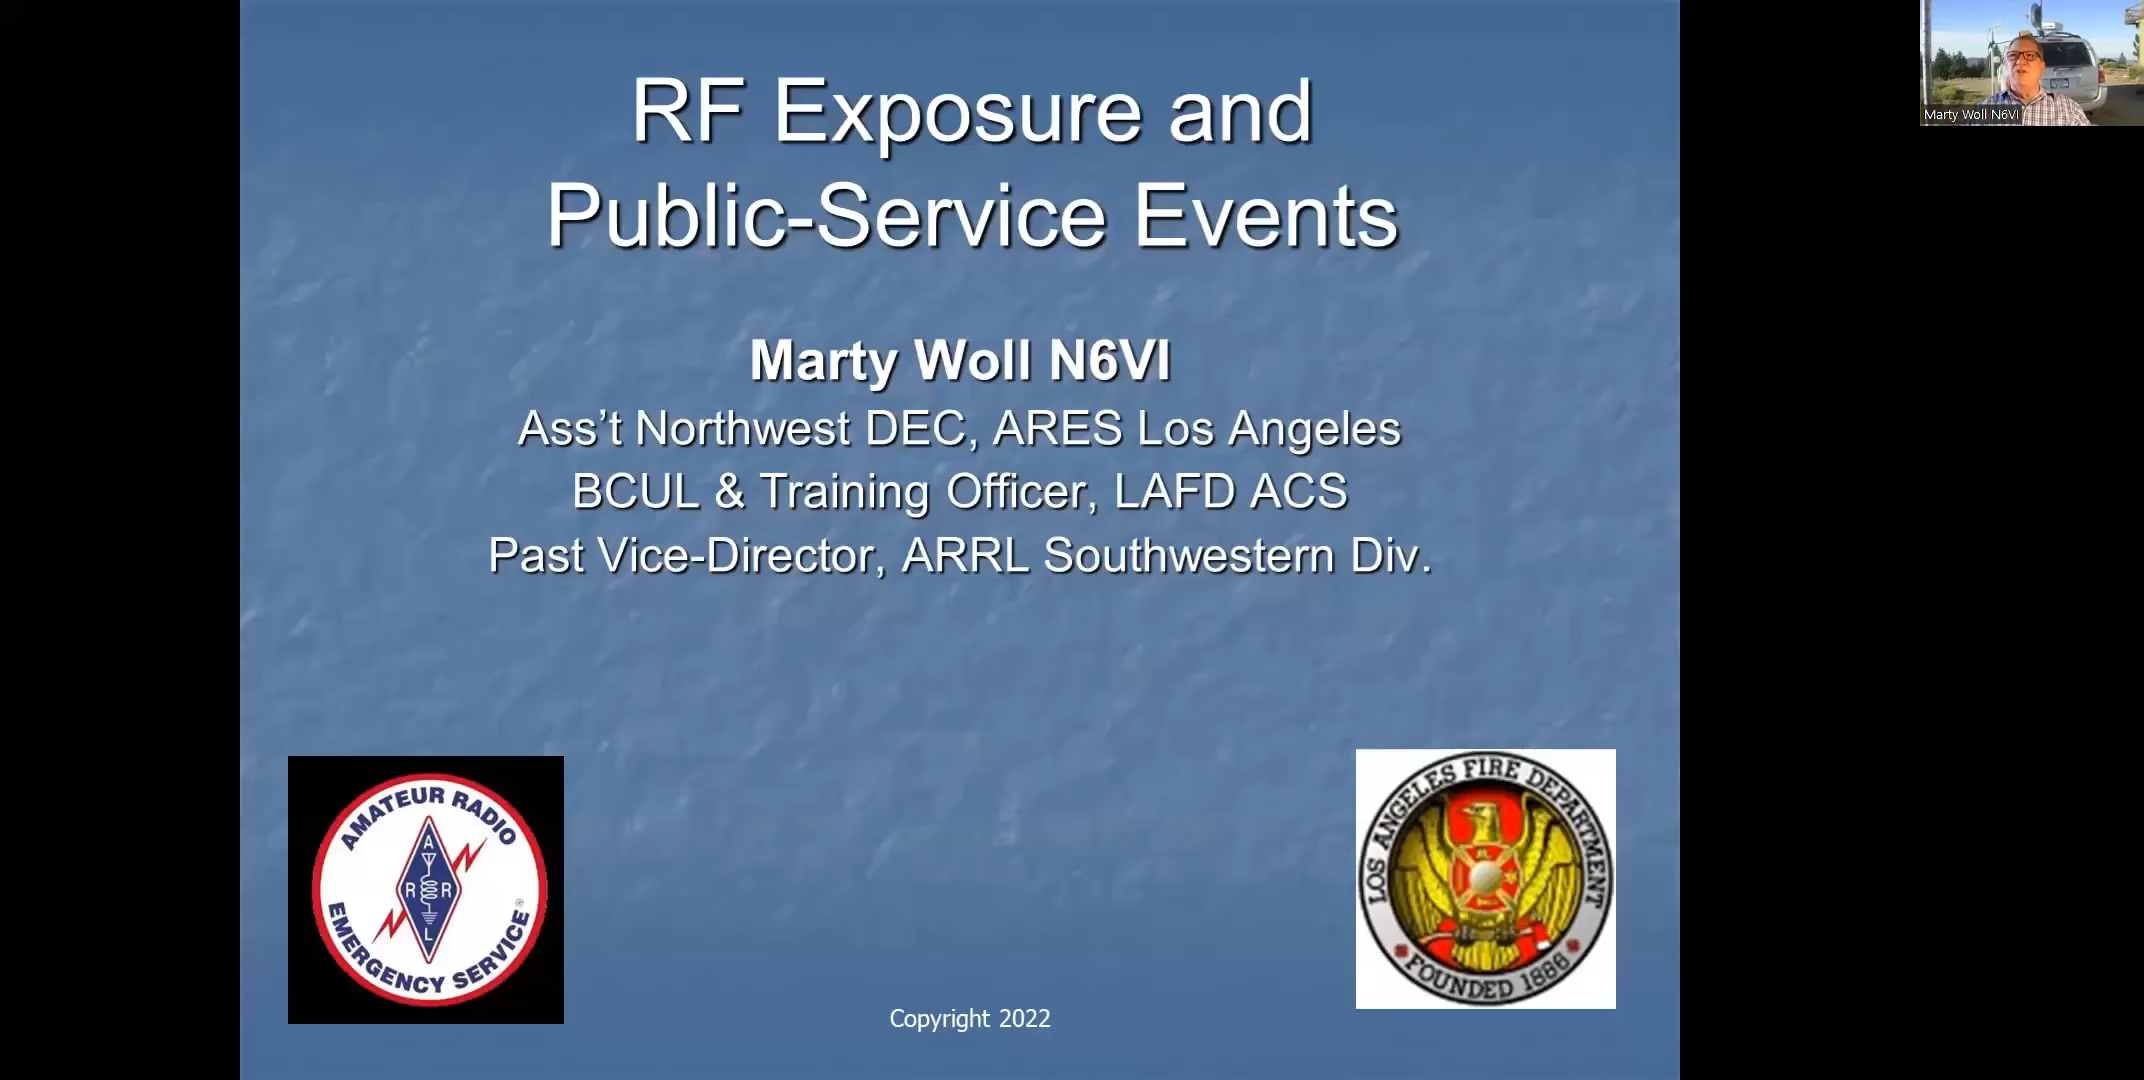 RF Exposure and
Public-Service Events
Marty Woll N6VI
Ass’t Northwest DEC, ARES Los Angeles
BCUL & Training Officer, LAFD ACS
Past Vice-Director, ARRL Southwestern Div.
AMATEUR RADIO
A
R R
L
EMERGENCY SERVICE
®
LOS ANGELES FIRE DEPARTMENT
FOUNDED 1886
Copyright 2022
Marty Woll N6VI